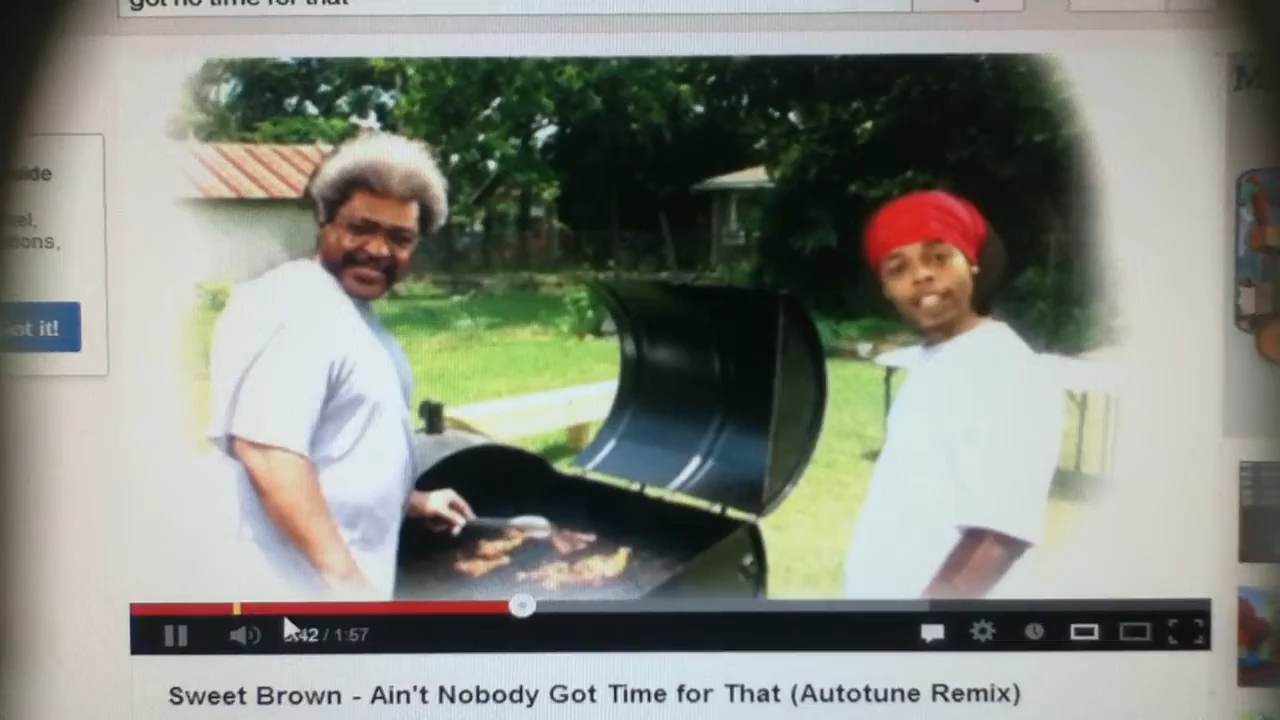 got no time for that
Got it!
:42 / 1:57
Sweet Brown - Ain't Nobody Got Time for That (Autotune Remix)